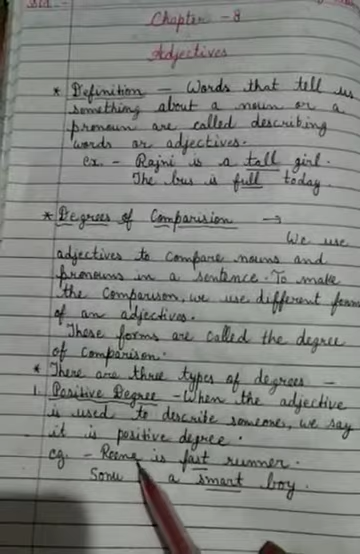 Chapter - 8
Adjectives
* Definition - Words that tell us
something about a noun or a
pronoun are called describing
words or adjectives.
ex. - Rajni is a tall girl.
The bus is full today.
* Degrees of Comparision →
We use
adjectives to compare nouns and
pronouns in a sentence. To make
the comparison, we use different form
of an adjectives.
These forms are called the degree
of comparison.
* There are three types of degrees -
1. Positive Degree - When the adjective
is used to describe someone, we say
it is positive degree.
eg. - Reena is fast runner.
Sonu a smart boy.